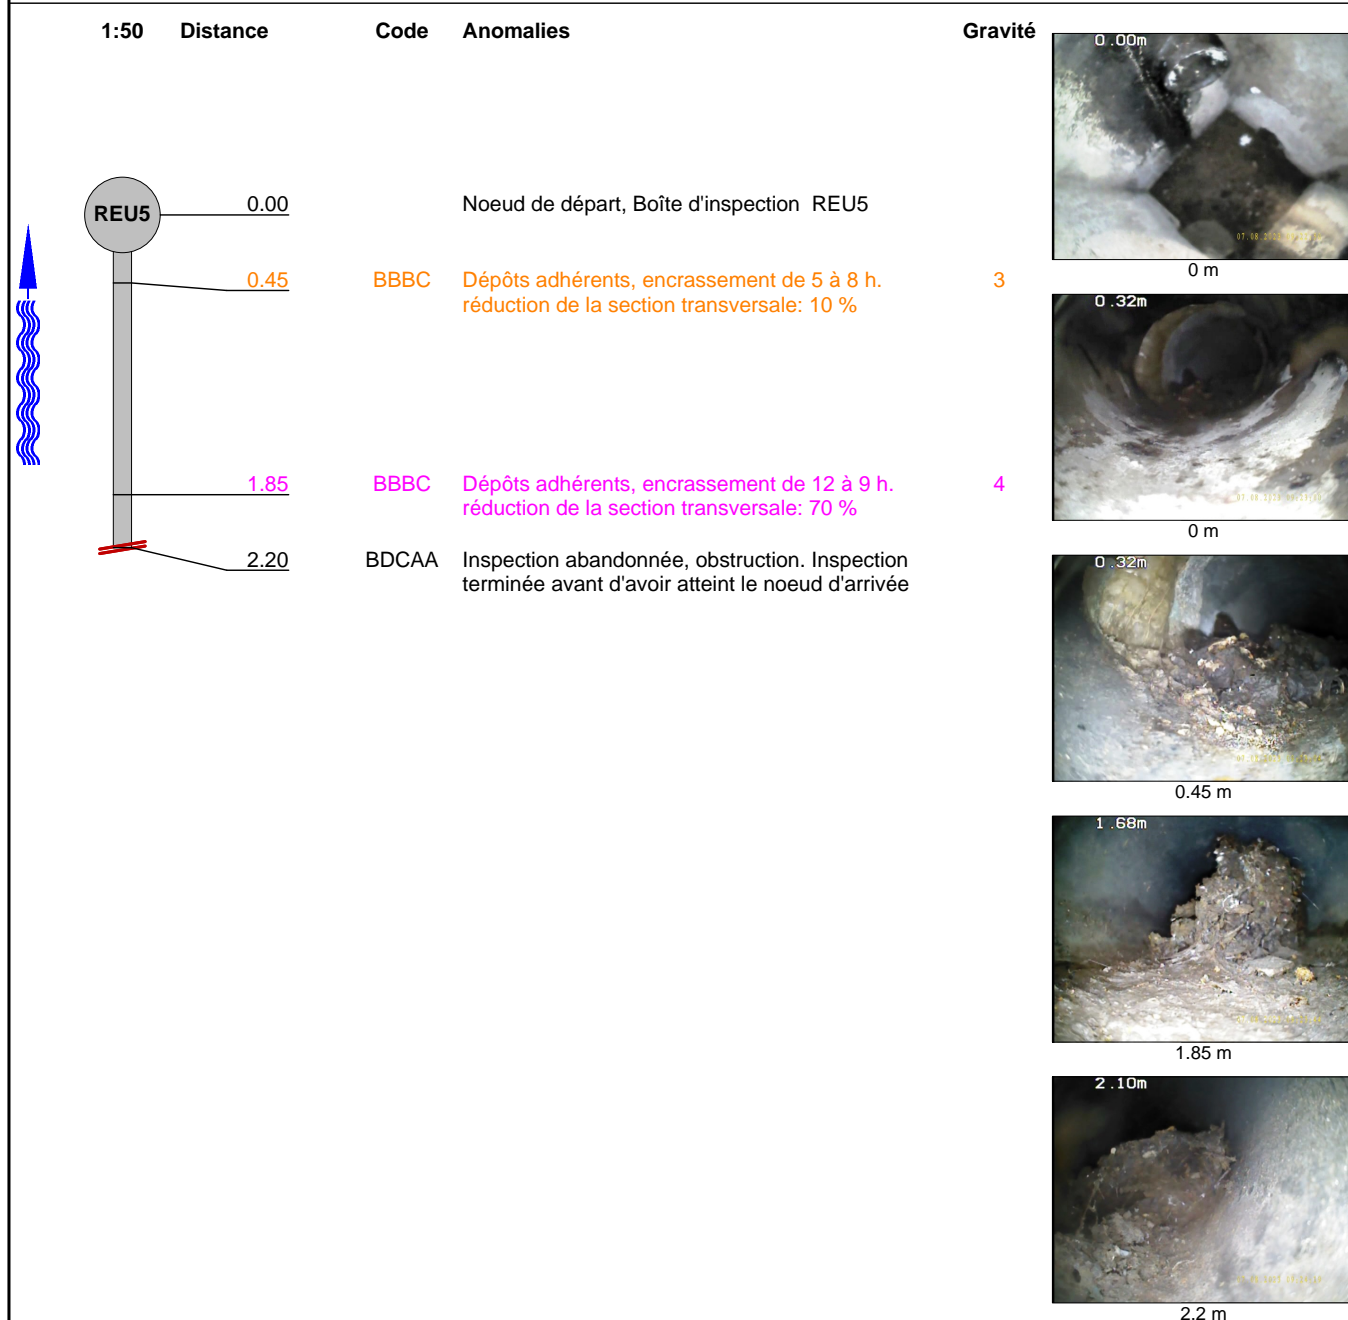 1:50 Distance Code Anomalies Gravité
REU5 0.00 Noeud de départ, Boîte d'inspection REU5
0.45 BBBC Dépôts adhérents, encrassement de 5 à 8 h. 3
réduction de la section transversale: 10 %
1.85 BBBC Dépôts adhérents, encrassement de 12 à 9 h. 4
réduction de la section transversale: 70 %
2.20 BDCAA Inspection abandonnée, obstruction. Inspection
terminée avant d'avoir atteint le noeud d'arrivée
0.00m
0 m
0.32m
0 m
0.32m
0.45 m
1.68m
1.85 m
2.10m
2.2 m